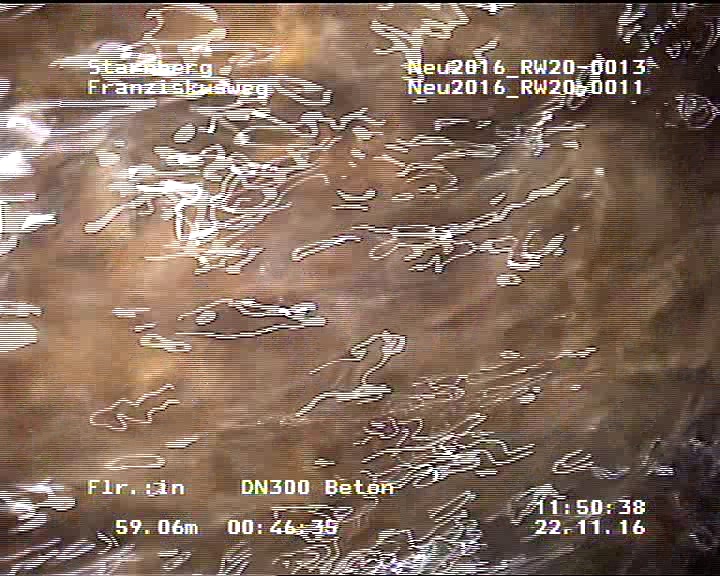 Starnberg Neu2016_RW20-0013
Franziskusweg Neu2016_RW20-0011
Flr.:in DN300 Beton
11:50:38
59.06m 00:46:35 22.11.16